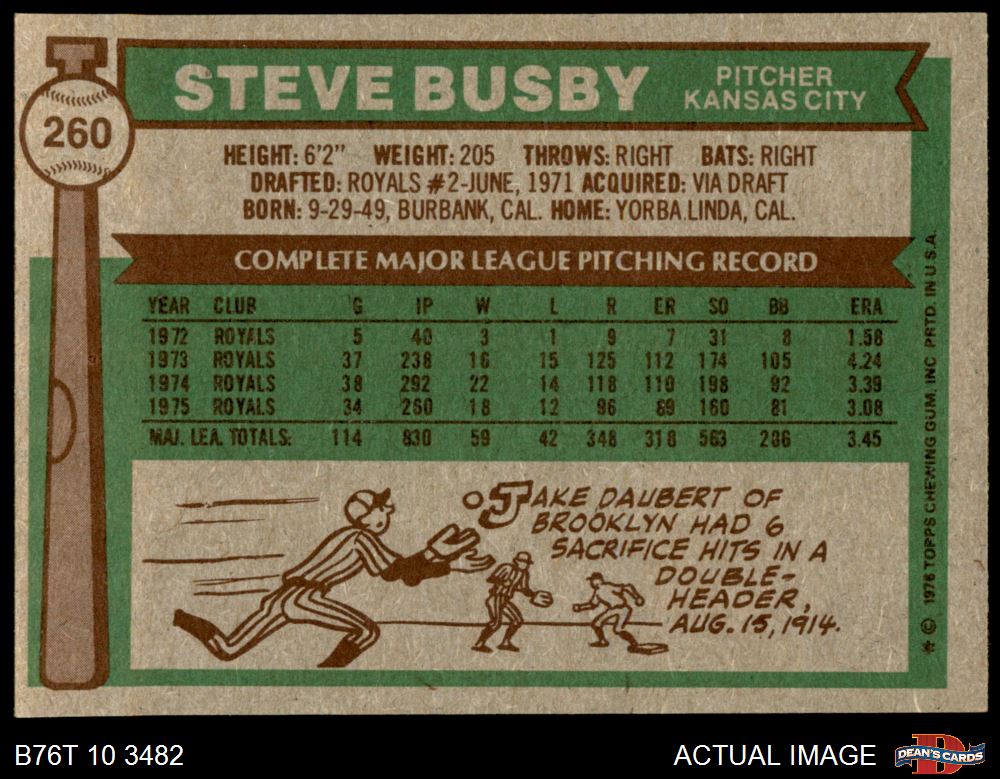 260
STEVE BUSBY
PITCHER
KANSAS CITY
HEIGHT: 6'2" WEIGHT: 205 THROWS: RIGHT BATS: RIGHT
DRAFTED: ROYALS #2-JUNE, 1971 ACQUIRED: VIA DRAFT
BORN: 9-29-49, BURBANK, CAL. HOME: YORBA LINDA, CAL.
COMPLETE MAJOR LEAGUE PITCHING RECORD
YEAR CLUB G IP W L R ER SO BB ERA
1972 ROYALS 5 40 3 1 9 7 31 8 1.58
1973 ROYALS 37 238 16 15 125 112 174 105 4.24
1974 ROYALS 38 292 22 14 118 110 198 92 3.39
1975 ROYALS 34 260 18 12 96 89 160 81 3.08
MAJ. LEA. TOTALS: 114 830 59 42 348 318 563 286 3.45
JAKE DAUBERT OF
BROOKLYN HAD 6
SACRIFICE HITS IN A
DOUBLE-
HEADER,
AUG. 15, 1914.
* © 1976 TOPPS CHEWING GUM, INC. PRTD. IN U.S.A.
B76T 10 3482
ACTUAL IMAGE
D
DEAN'S CARDS